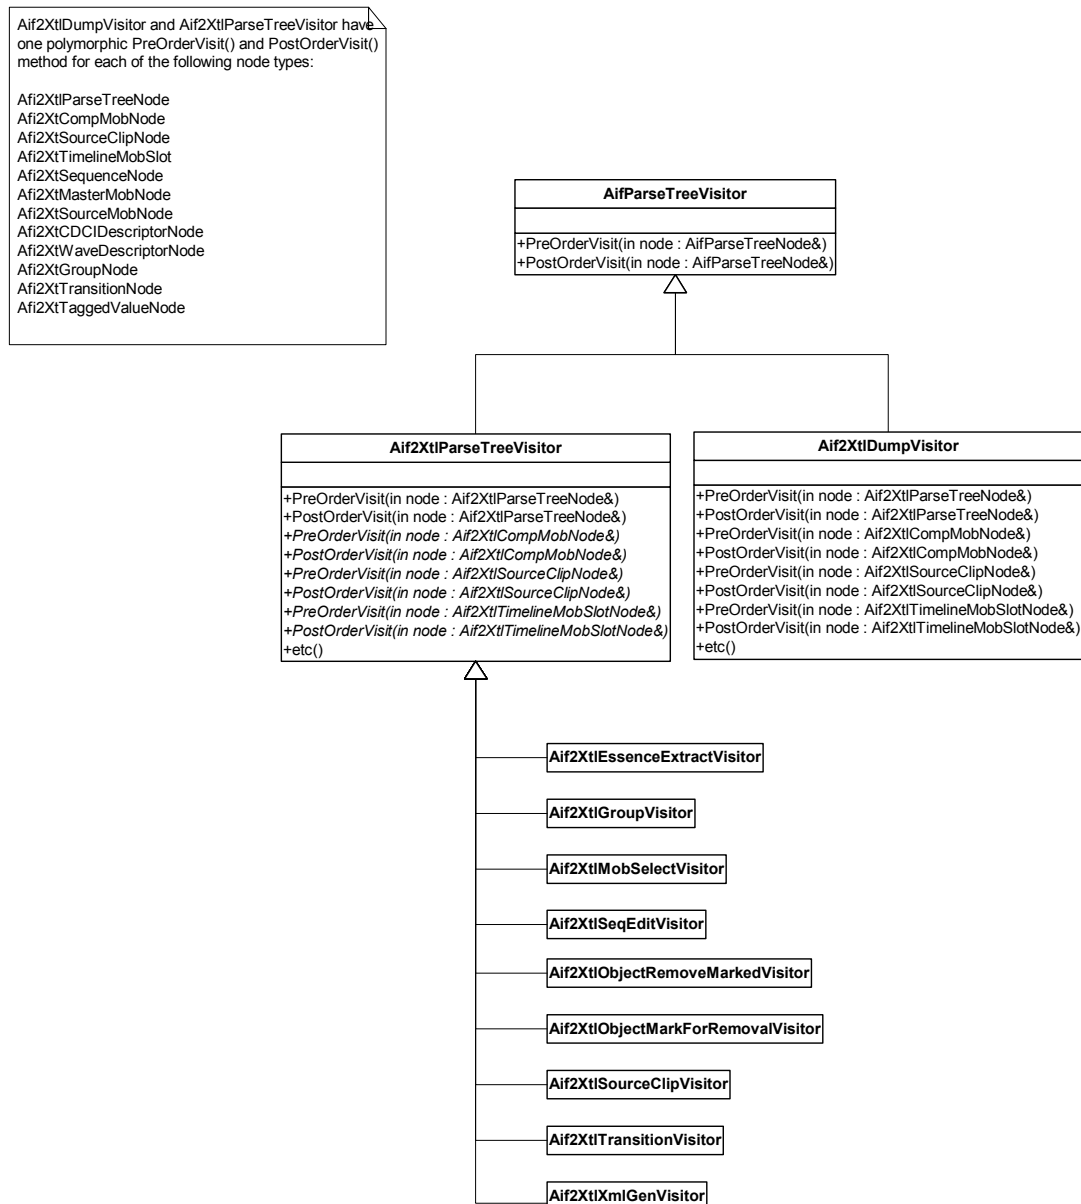 Aif2XtlDumpVisitor and Aif2XtlParseTreeVisitor have
one polymorphic PreOrderVisit() and PostOrderVisit()
method for each of the following node types:
Afi2XtlParseTreeNode
Afi2XtCompMobNode
Afi2XtSourceClipNode
Afi2XtTimelineMobSlot
Afi2XtSequenceNode
Afi2XtMasterMobNode
Afi2XtSourceMobNode
Afi2XtCDCIDescriptorNode
Afi2XtWaveDescriptorNode
Afi2XtGroupNode
Afi2XtTransitionNode
Afi2XtTaggedValueNode
AifParseTreeVisitor
+PreOrderVisit(in node : AifParseTreeNode&)
+PostOrderVisit(in node : AifParseTreeNode&)
Aif2XtlParseTreeVisitor
+PreOrderVisit(in node : Aif2XtlParseTreeNode&)
+PostOrderVisit(in node : Aif2XtlParseTreeNode&)
+PreOrderVisit(in node : Aif2XtlCompMobNode&)
+PostOrderVisit(in node : Aif2XtlCompMobNode&)
+PreOrderVisit(in node : Aif2XtlSourceClipNode&)
+PostOrderVisit(in node : Aif2XtlSourceClipNode&)
+PreOrderVisit(in node : Aif2XtlTimelineMobSlotNode&)
+PostOrderVisit(in node : Aif2XtlTimelineMobSlotNode&)
+etc()
Aif2XtlDumpVisitor
+PreOrderVisit(in node : Aif2XtlParseTreeNode&)
+PostOrderVisit(in node : Aif2XtlParseTreeNode&)
+PreOrderVisit(in node : Aif2XtlCompMobNode&)
+PostOrderVisit(in node : Aif2XtlCompMobNode&)
+PreOrderVisit(in node : Aif2XtlSourceClipNode&)
+PostOrderVisit(in node : Aif2XtlSourceClipNode&)
+PreOrderVisit(in node : Aif2XtlTimelineMobSlotNode&)
+PostOrderVisit(in node : Aif2XtlTimelineMobSlotNode&)
+etc()
Aif2XtlEssenceExtractVisitor
Aif2XtlGroupVisitor
Aif2XtlMobSelectVisitor
Aif2XtlSeqEditVisitor
Aif2XtlObjectRemoveMarkedVisitor
Aif2XtlObjectMarkForRemovalVisitor
Aif2XtlSourceClipVisitor
Aif2XtlTransitionVisitor
Aif2XtlXmlGenVisitor